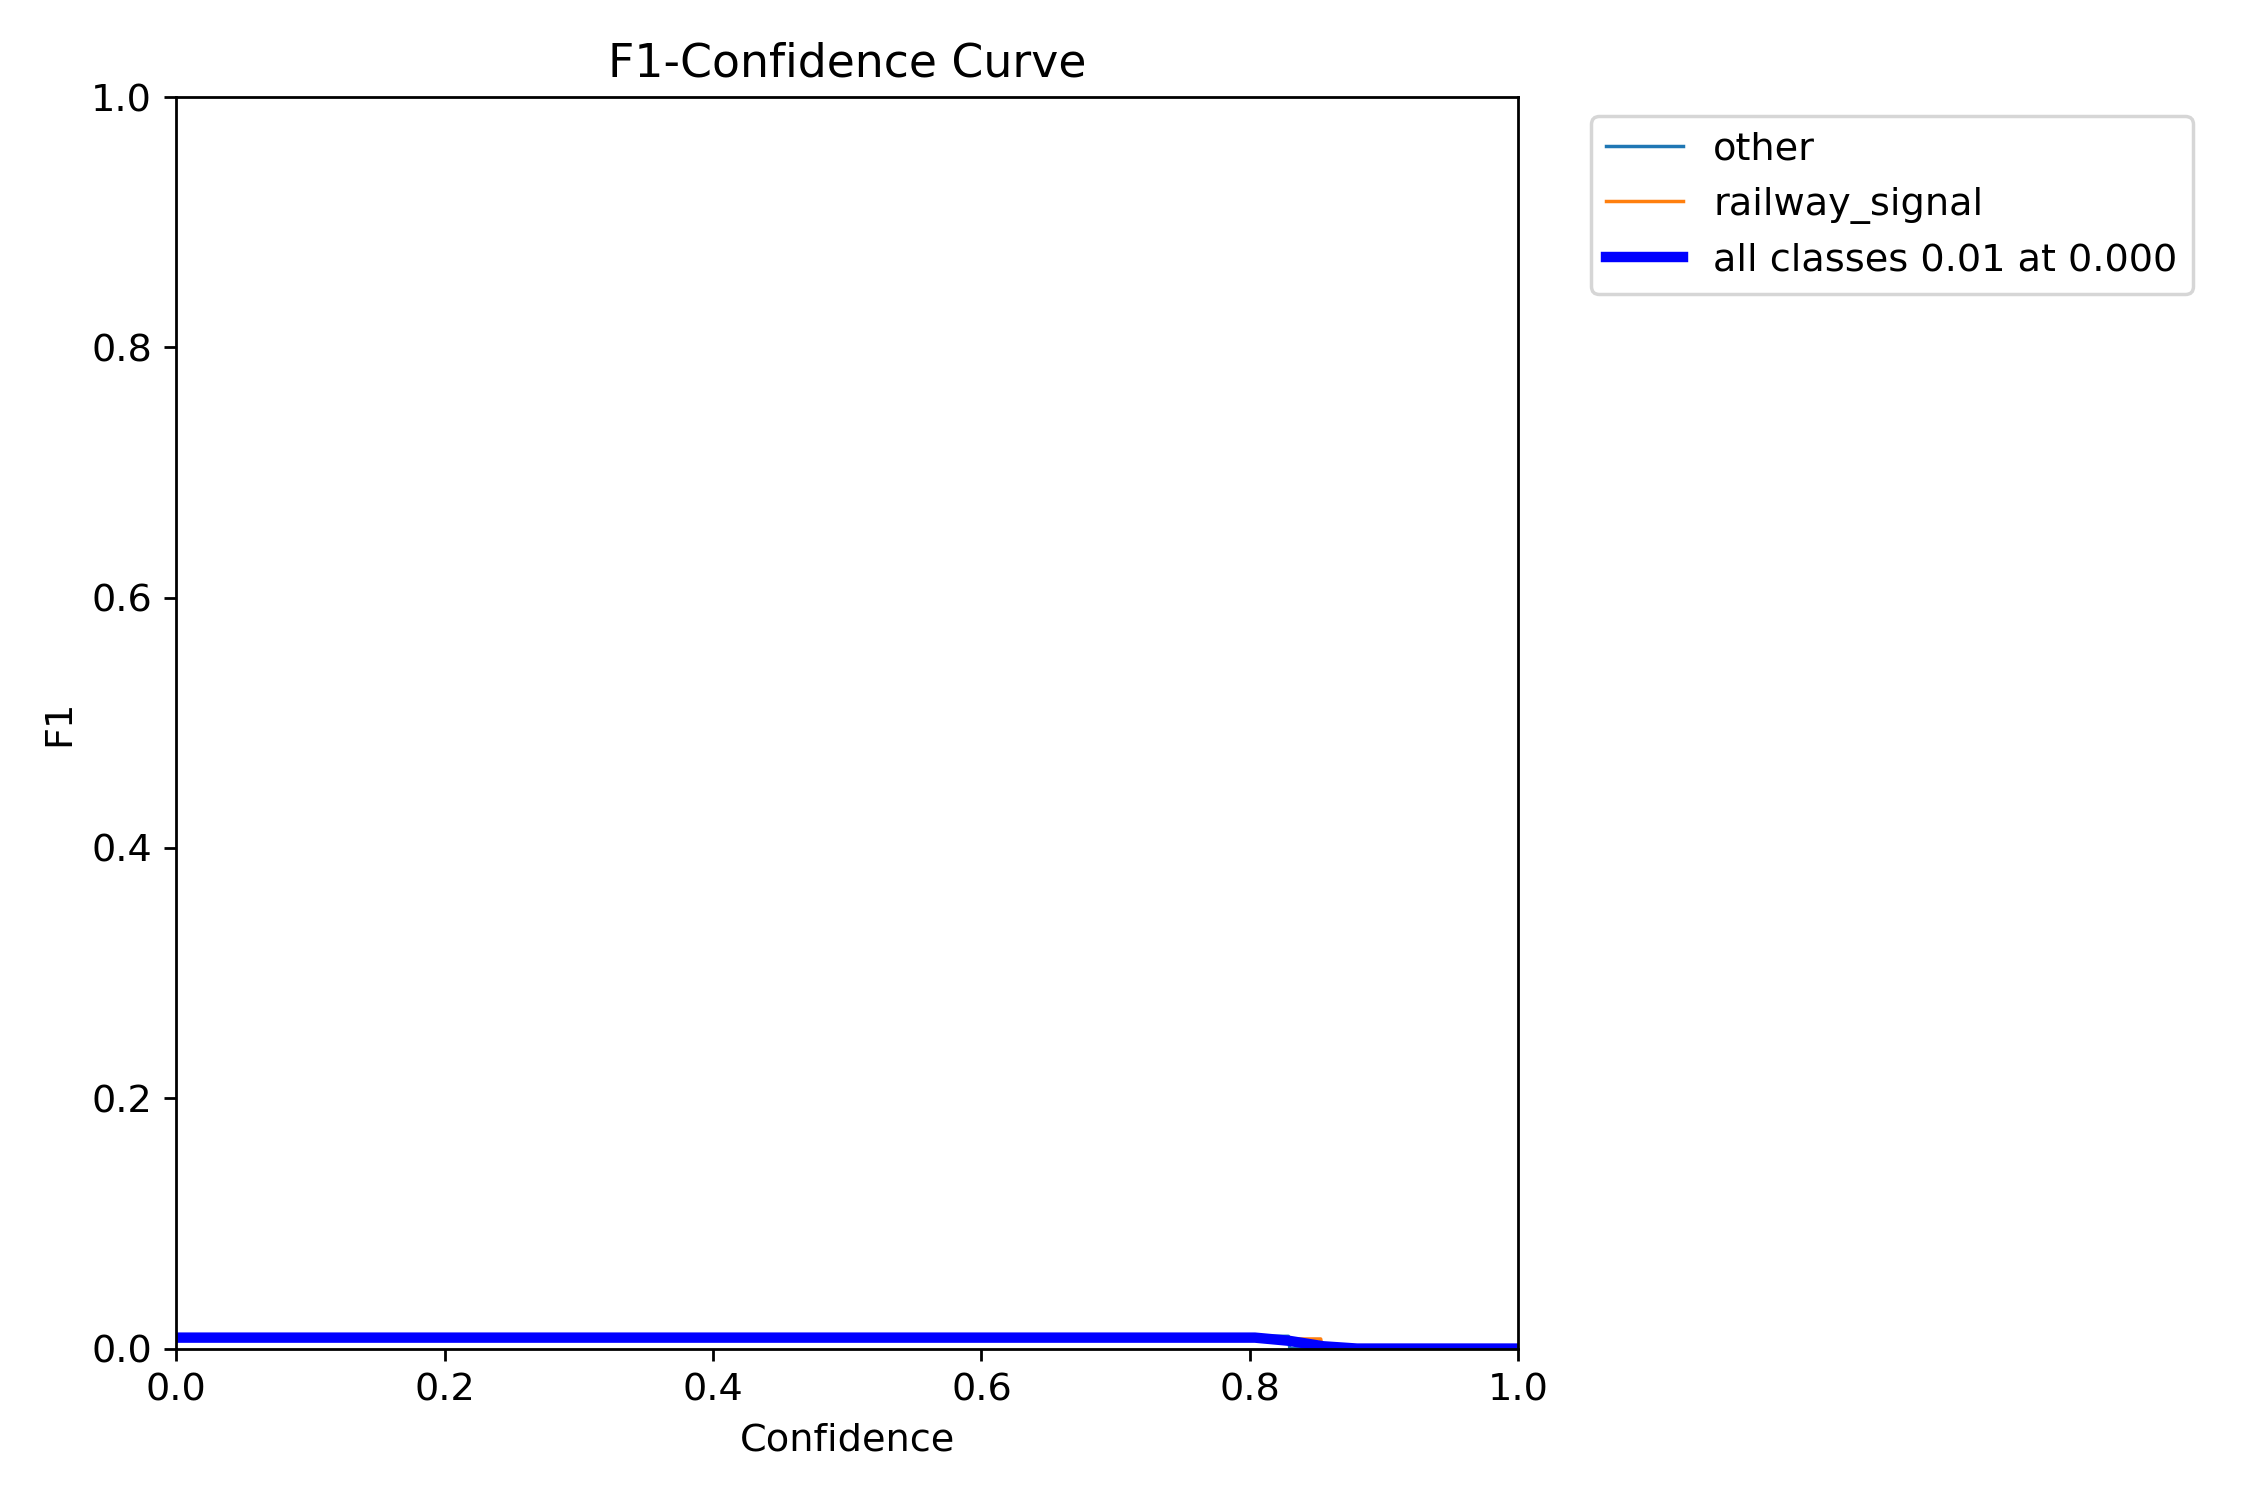 F1-Confidence Curve
1.0
0.8
0.6
0.4
0.2
0.0
F1
0.0 0.2 0.4 0.6 0.8 1.0
Confidence
other
railway_signal
all classes 0.01 at 0.000